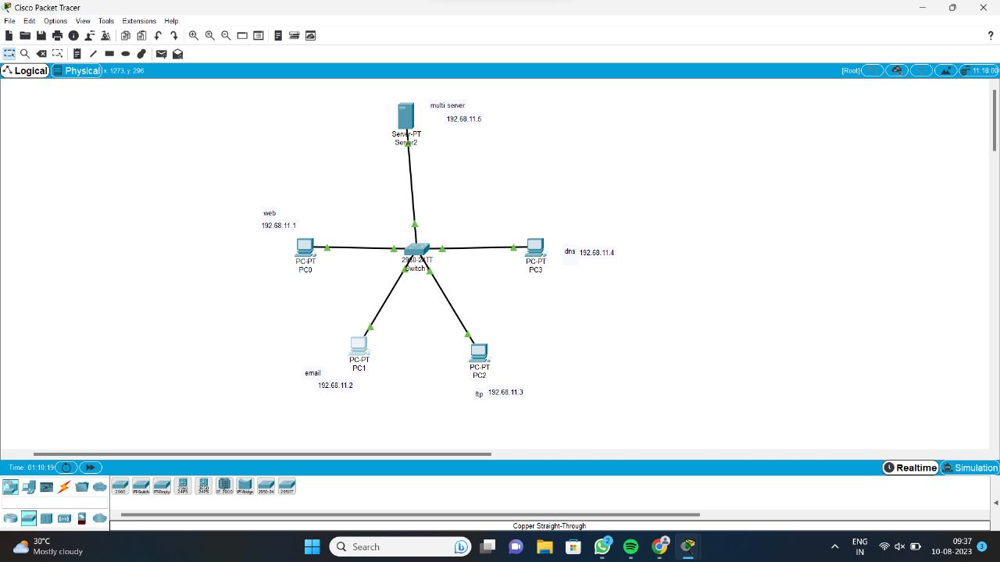 Cisco Packet Tracer
File Edit Options View Tools Extensions Help
Logical Physical x: 1273, y: 296 [Root] 11:18:00
multi server
192.68.11.5
Server-PT
Server2
web
192.68.11.1
PC-PT
PC0
2960-24TT
Switch
PC-PT
PC3
dns 192.68.11.4
PC-PT
PC1
email
192.68.11.2
PC-PT
PC2
ftp 192.68.11.3
Time: 01:10:19 Realtime Simulation
2960 PT-Switch PT-Empty 24PS 24PS IE 2000 PT-Bridge 2950-24 2950T
Copper Straight-Through
30°C
Mostly cloudy
Search
2
ENG
IN
09:37
10-08-2023
3